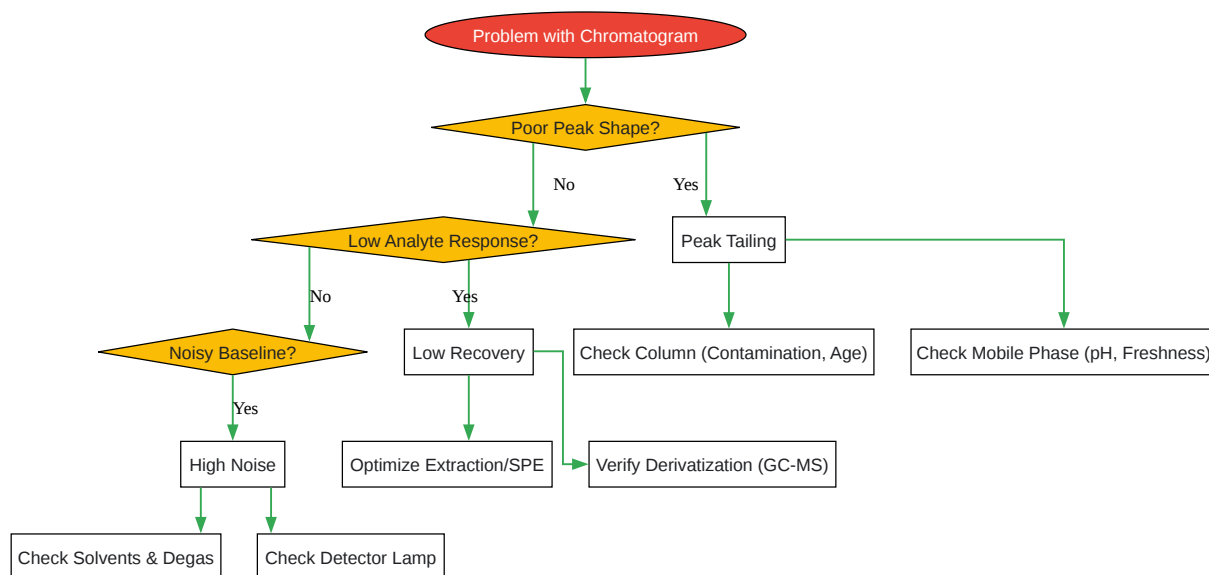 Problem with Chromatogram
Poor Peak Shape?
No
Yes
Low Analyte Response?
Peak Tailing
No
Yes
Noisy Baseline?
Low Recovery
Check Column (Contamination, Age)
Check Mobile Phase (pH, Freshness)
Yes
High Noise
Optimize Extraction/SPE
Verify Derivatization (GC-MS)
Check Solvents & Degas
Check Detector Lamp